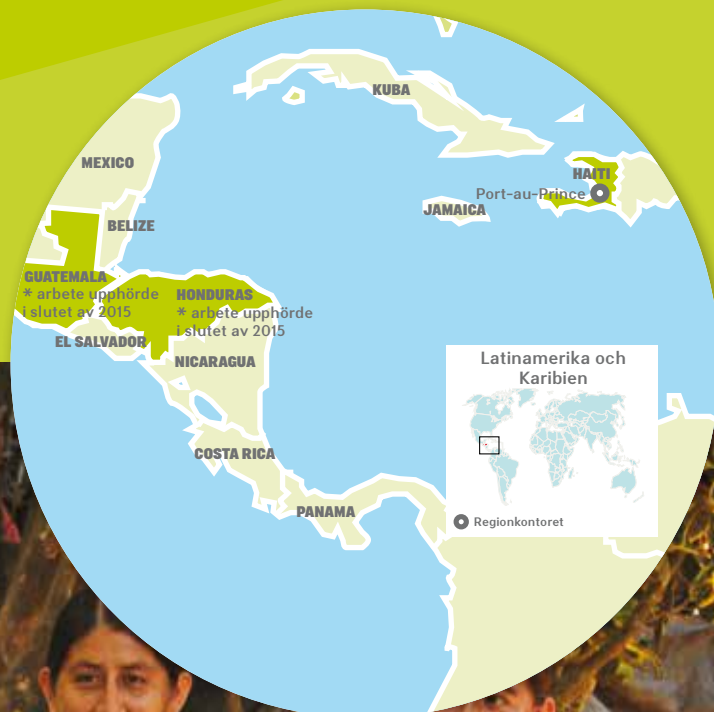 KUBA
MEXICO
HAITI
Port-au-Prince
JAMAICA
BELIZE
GUATEMALA
* arbete upphörde
i slutet av 2015
HONDURAS
* arbete upphörde
i slutet av 2015
EL SALVADOR
NICARAGUA
Latinamerika och
Karibien
COSTA RICA
PANAMA
Regionkontoret